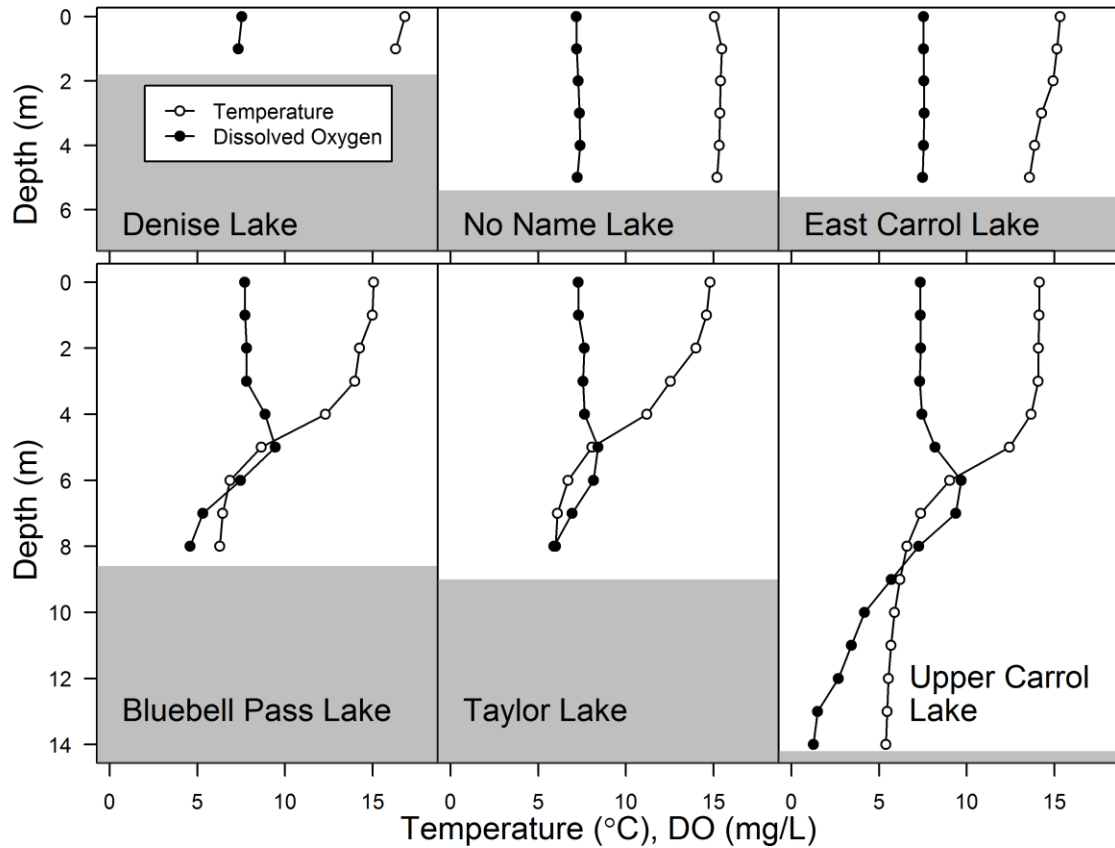 0
2
4
6
Depth (m)
Temperature
Dissolved Oxygen
Denise Lake
No Name Lake
East Carrol Lake
0
2
4
6
8
10
12
14
Depth (m)
Bluebell Pass Lake
Taylor Lake
Upper Carrol
Lake
0 5 10 15
0 5 10 15
0 5 10 15
Temperature (°C), DO (mg/L)